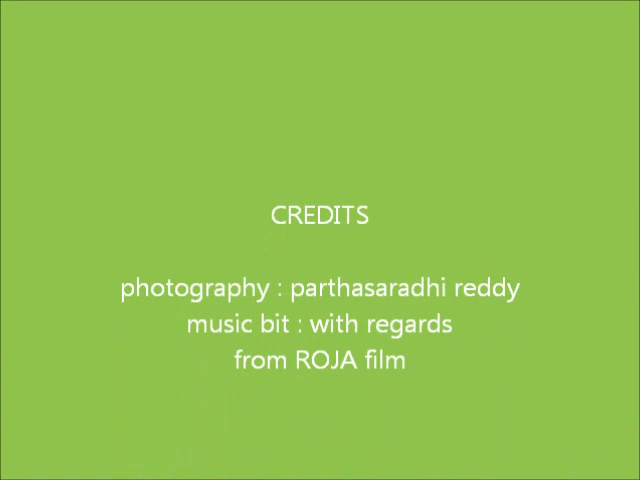 CREDITS
photography : parthasaradhi reddy
music bit : with regards
from ROJA film